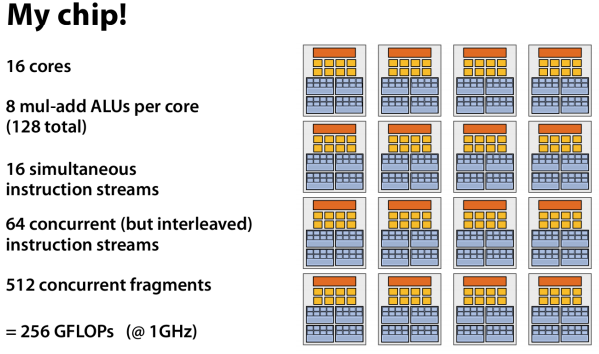 My chip!
16 cores
8 mul-add ALUs per core
(128 total)
16 simultaneous
instruction streams
64 concurrent (but interleaved)
instruction streams
512 concurrent fragments
= 256 GFLOPs (@ 1GHz)